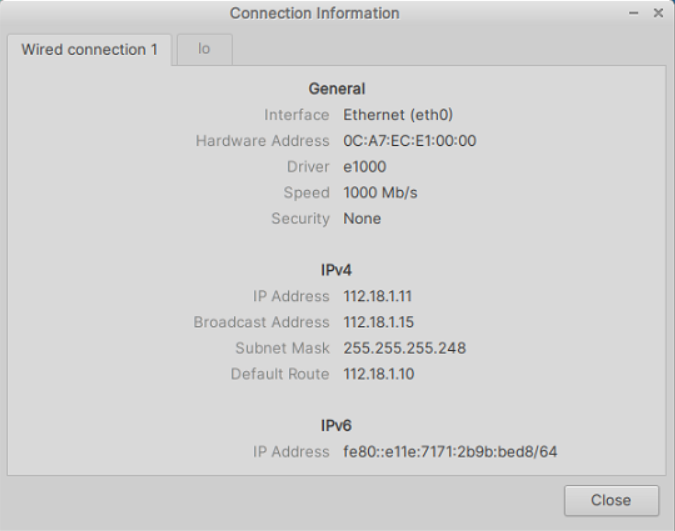 Connection Information
Wired connection 1 lo
General
Interface Ethernet (eth0)
Hardware Address 0C:A7:EC:E1:00:00
Driver e1000
Speed 1000 Mb/s
Security None
IPv4
IP Address 112.18.1.11
Broadcast Address 112.18.1.15
Subnet Mask 255.255.255.248
Default Route 112.18.1.10
IPv6
IP Address fe80::e11e:7171:2b9b:bed8/64
Close